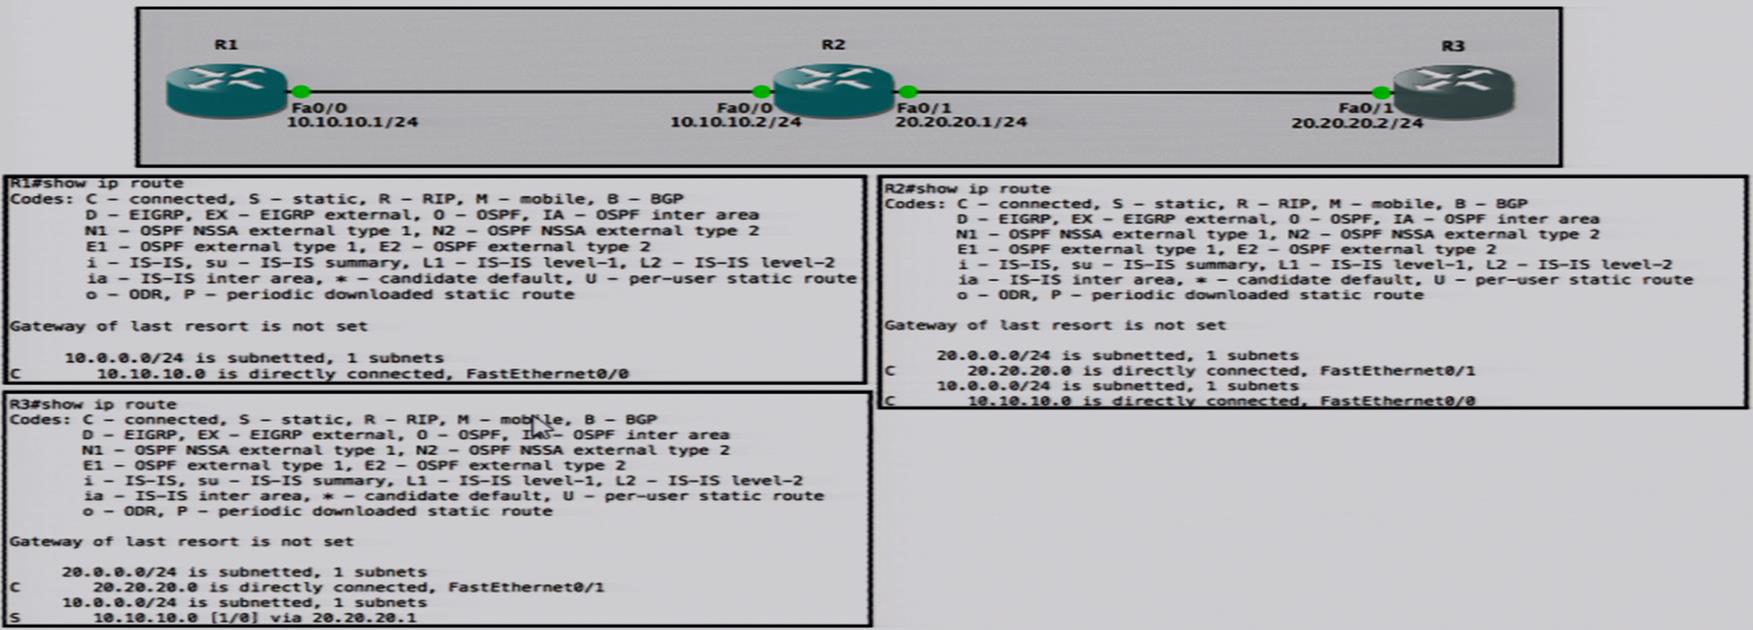 R1
R2
R3
Fa0/0
10.10.10.1/24
Fa0/0
10.10.10.2/24
Fa0/1
20.20.20.1/24
Fa0/1
20.20.20.2/24
R1#show ip route
Codes: C – connected, S – static, R – RIP, M – mobile, B – BGP
D – EIGRP, EX – EIGRP external, O – OSPF, IA – OSPF inter area
N1 – OSPF NSSA external type 1, N2 – OSPF NSSA external type 2
E1 – OSPF external type 1, E2 – OSPF external type 2
i – IS-IS, su – IS-IS summary, L1 – IS-IS level-1, L2 – IS-IS level-2
ia – IS-IS inter area, * – candidate default, U – per-user static route
o – ODR, P – periodic downloaded static route
Gateway of last resort is not set
10.0.0.0/24 is subnetted, 1 subnets
C 10.10.10.0 is directly connected, FastEthernet0/0
R2#show ip route
Codes: C – connected, S – static, R – RIP, M – mobile, B – BGP
D – EIGRP, EX – EIGRP external, O – OSPF, IA – OSPF inter area
N1 – OSPF NSSA external type 1, N2 – OSPF NSSA external type 2
E1 – OSPF external type 1, E2 – OSPF external type 2
i – IS-IS, su – IS-IS summary, L1 – IS-IS level-1, L2 – IS-IS level-2
ia – IS-IS inter area, * – candidate default, U – per-user static route
o – ODR, P – periodic downloaded static route
Gateway of last resort is not set
20.0.0.0/24 is subnetted, 1 subnets
C 20.20.20.0 is directly connected, FastEthernet0/1
10.0.0.0/24 is subnetted, 1 subnets
C 10.10.10.0 is directly connected, FastEthernet0/0
R3#show ip route
Codes: C – connected, S – static, R – RIP, M – mobile, B – BGP
D – EIGRP, EX – EIGRP external, O – OSPF, IA – OSPF inter area
N1 – OSPF NSSA external type 1, N2 – OSPF NSSA external type 2
E1 – OSPF external type 1, E2 – OSPF external type 2
i – IS-IS, su – IS-IS summary, L1 – IS-IS level-1, L2 – IS-IS level-2
ia – IS-IS inter area, * – candidate default, U – per-user static route
o – ODR, P – periodic downloaded static route
Gateway of last resort is not set
20.0.0.0/24 is subnetted, 1 subnets
C 20.20.20.0 is directly connected, FastEthernet0/1
10.0.0.0/24 is subnetted, 1 subnets
S 10.10.10.0 [1/0] via 20.20.20.1